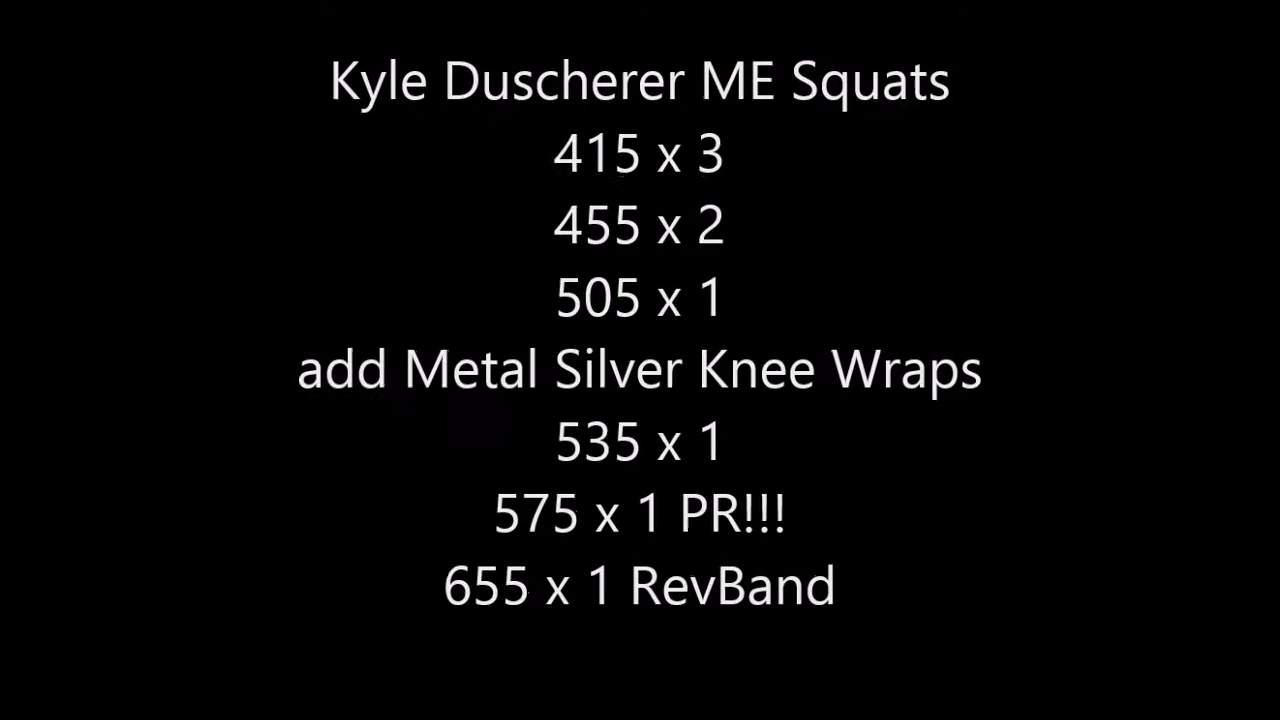 Kyle Duscherer ME Squats
415 x 3
455 x 2
505 x 1
add Metal Silver Knee Wraps
535 x 1
575 x 1 PR!!!
655 x 1 RevBand